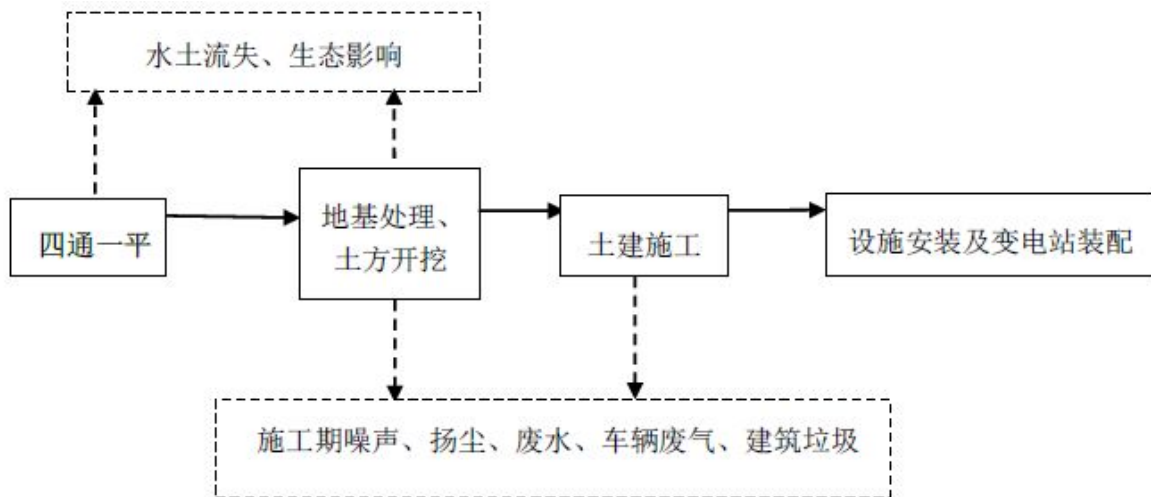 水土流失、生态影响
四通一平
地基处理、
土方开挖
土建施工
设施安装及变电站装配
施工期噪声、扬尘、废水、车辆废气、建筑垃圾